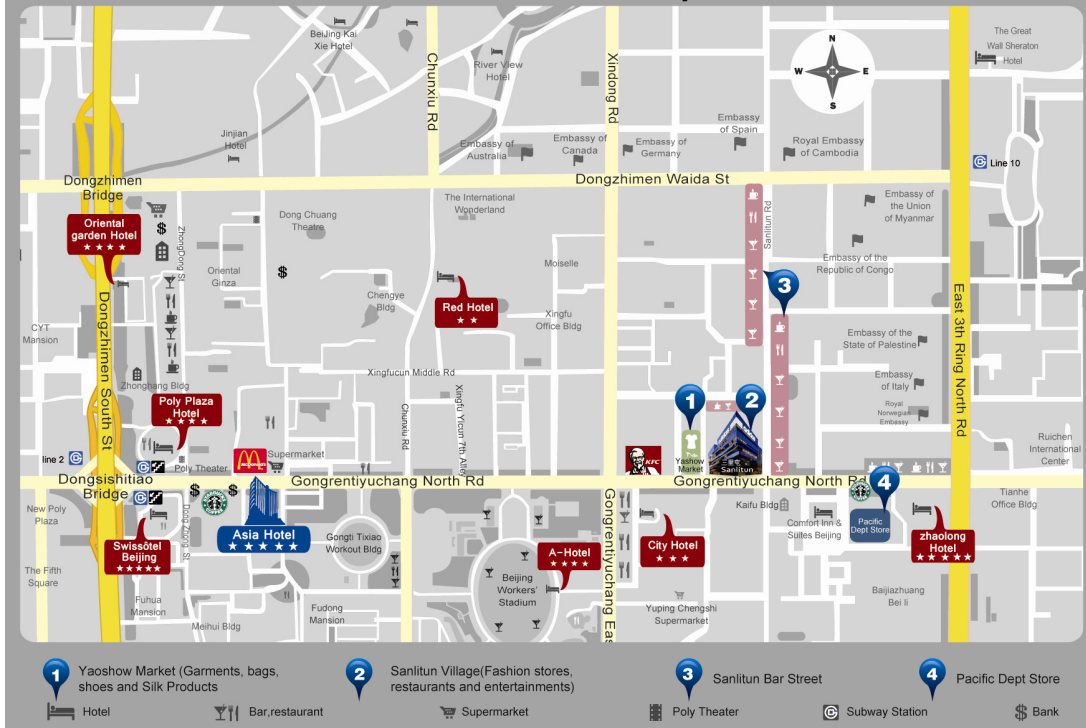 BeiJing Kai
Xie Hotel
River View
Hotel
Chunxiu Rd
Xindong Rd
N
W
E
S
The Great
Wall Sheraton
Hotel
Jinjian
Hotel
Embassy of
Australia
Embassy of
Canada
Embassy of
Germany
Embassy
of Spain
Royal Embassy
of Cambodia
Line 10
Dongzhimen
Bridge
Dongzhimen Waida St
Oriental
garden Hotel
ZhongDong St
Dong Chuang
Theatre
The International
Wonderland
Sanlitun Rd
Embassy of
the Union
of Myanmar
Oriental
Ginza
Moiselle
Embassy of the
Republic of Congo
3
Chengye
Bldg
Red Hotel
Xingfu
Office Bldg
CYT
Mansion
Dongzhimen South St
East 3th Ring North Rd
Embassy of the
State of Palestine
Xingfucun Middle Rd
Zhonghang Bldg
Embassy
of Italy
Royal
Norwegian
Embassy
Poly Plaza
Hotel
Chunxiu Rd
Xingfu Yicun 7th Alley
1
2
line 2
Poly Theater
McDonald's
Supermarket
KFC
Yashow
Market
三里屯
Sanlitun
Ruichen
International
Center
Dongsishitiao
Bridge
Gongrentiyuchang North Rd
Gongrentiyuchang North Rd
4
New Poly
Plaza
Dong Zhong St
Asia Hotel
Kaifu Bldg
Comfort Inn &
Suites Beijing
Pacific
Dept Store
Tianhe
Office Bldg
Swissôtel
Beijing
Gongti Tixiao
Workout Bldg
A-Hotel
City Hotel
zhaolong
Hotel
The Fifth
Square
Fuhua
Mansion
Meihui Bldg
Fudong
Mansion
Beijing
Workers'
Stadium
Gongrentiyuchang Eas
Yuping Chengshi
Supermarket
Baijiazhuang
Bei li
1
Yaoshow Market (Garments, bags,
shoes and Silk Products
2
Sanlitun Village(Fashion stores,
restaurants and entertainments)
3
Sanlitun Bar Street
4
Pacific Dept Store
Hotel
Bar,restaurant
Supermarket
Poly Theater
Subway Station
Bank